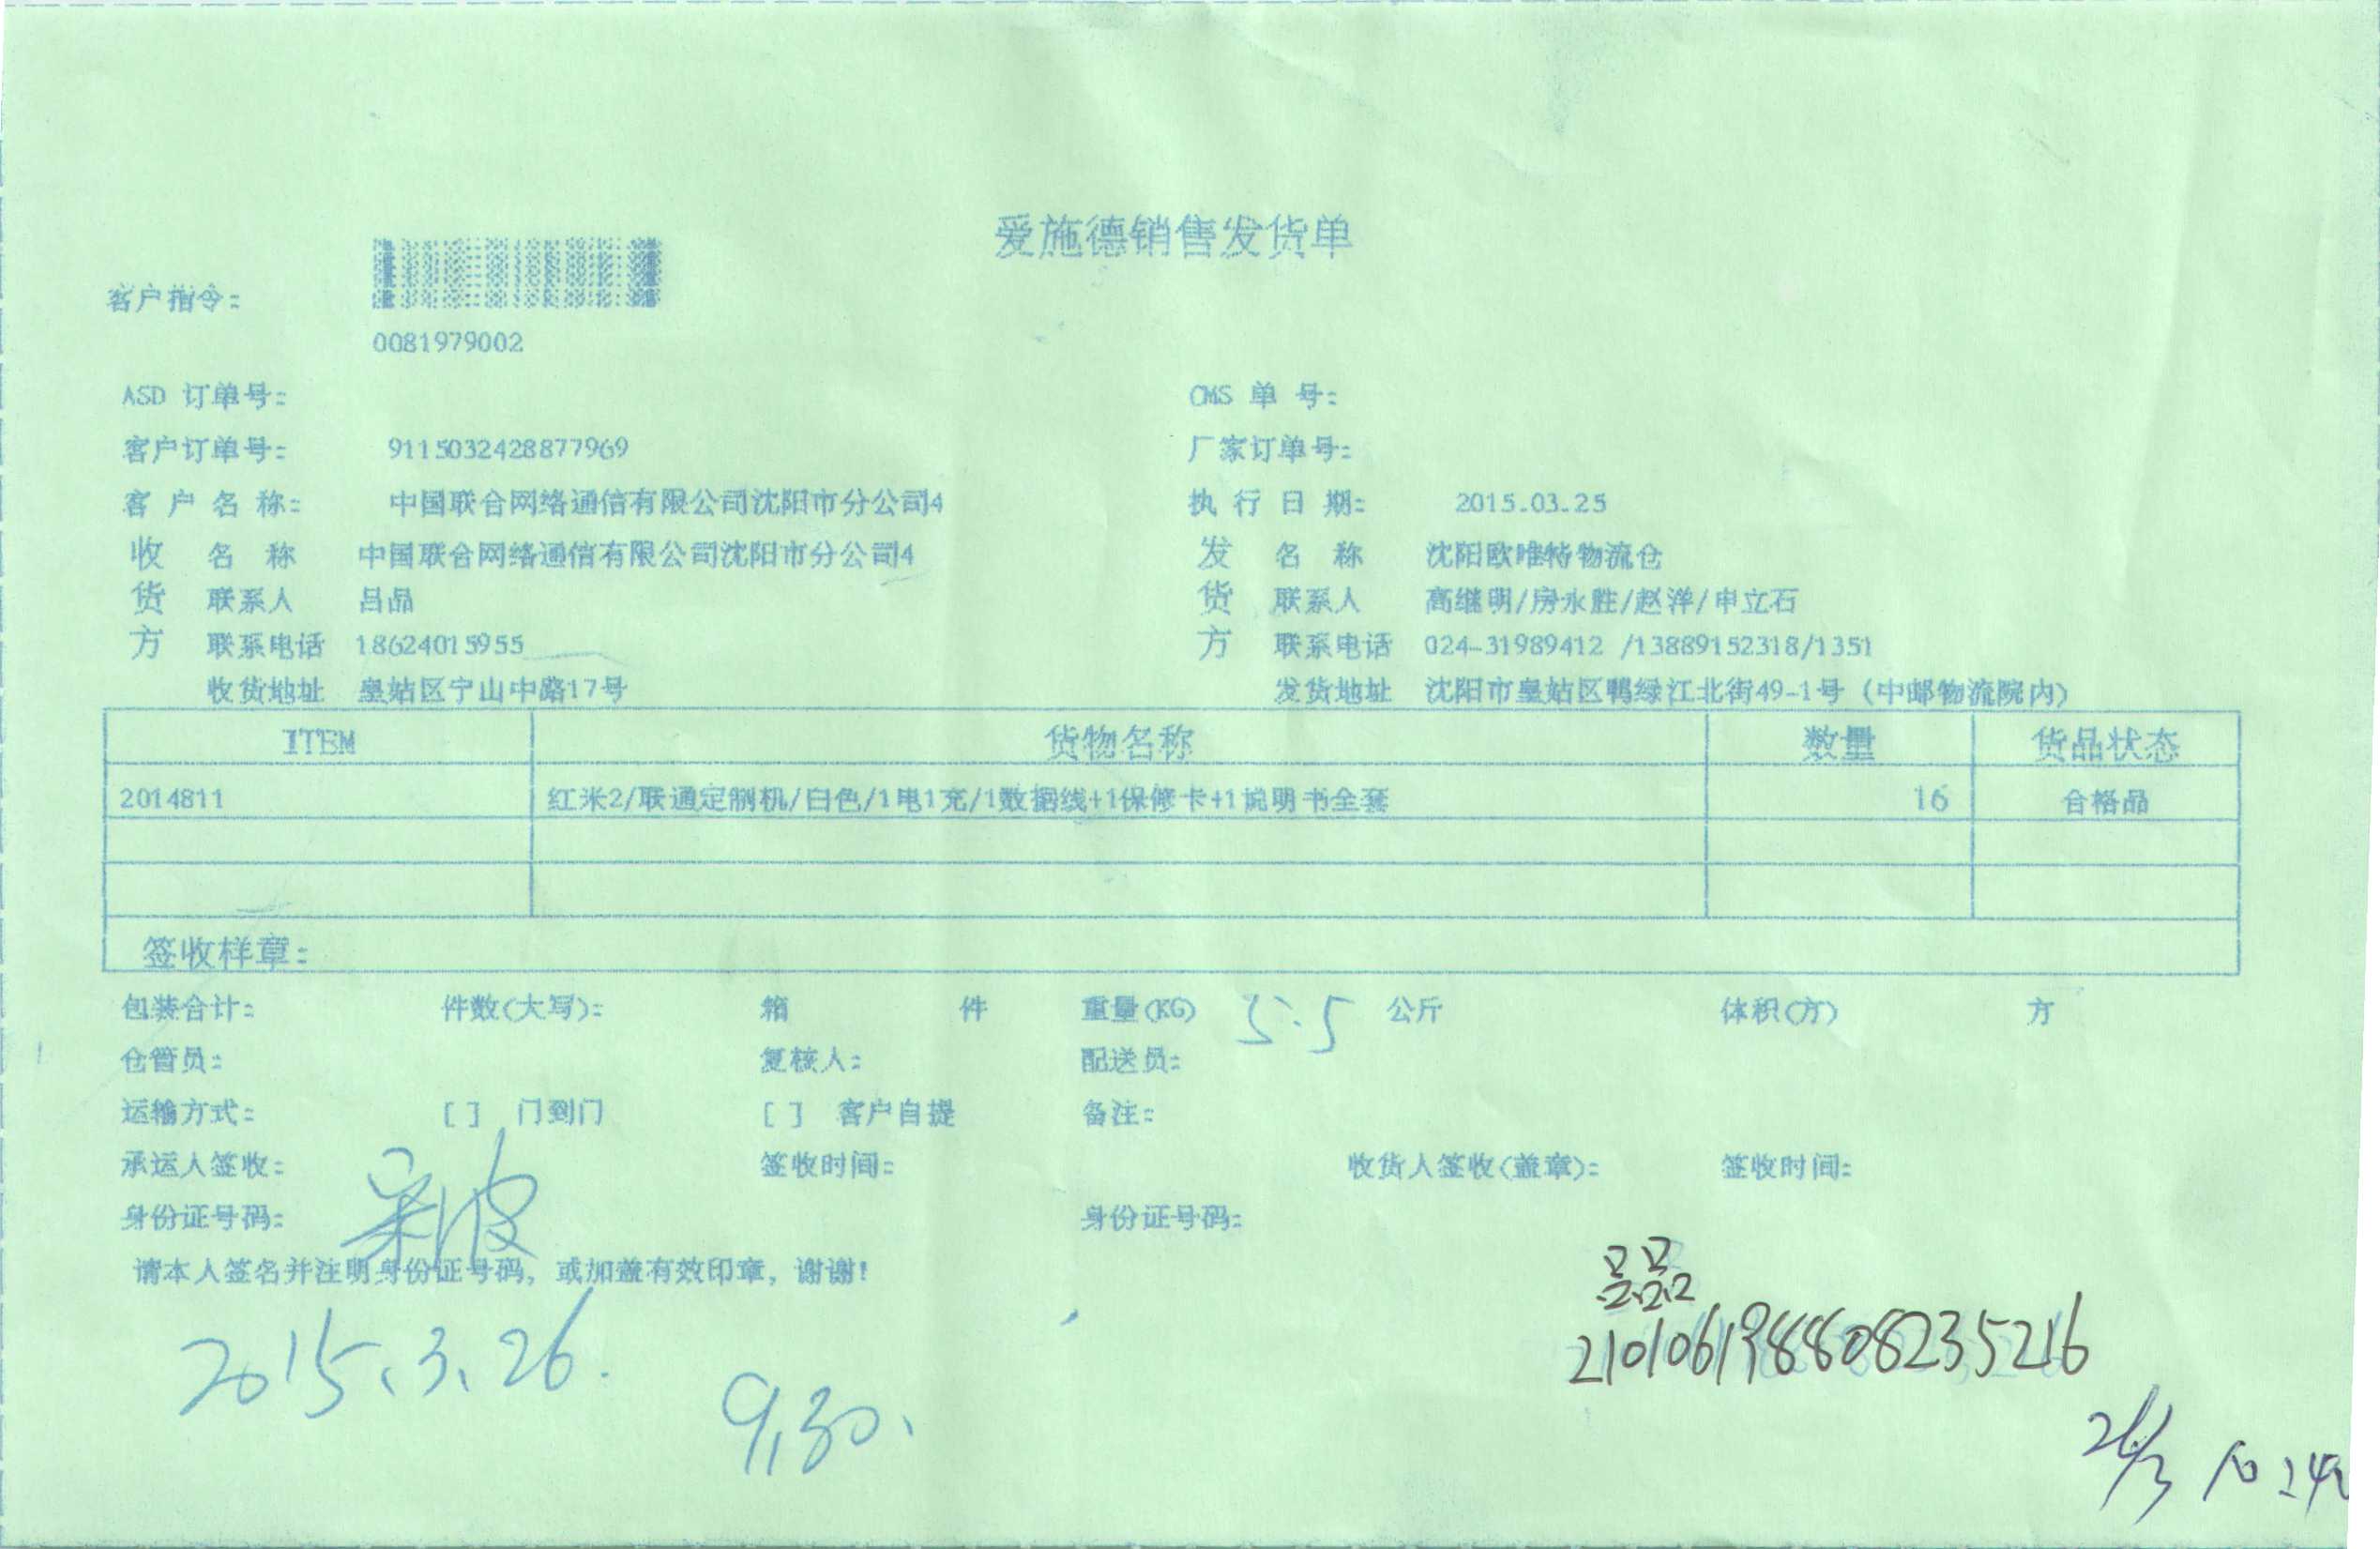 爱施德销售发货单
客户指令:
0081979002
ASD 订单号: CMS 单 号:
客户订单号: 9115032428877969 厂家订单号:
客 户 名 称: 中国联合网络通信有限公司沈阳市分公司4 执 行 日 期: 2015.03.25
收 名 称 中国联合网络通信有限公司沈阳市分公司4 发 名 称 沈阳欧唯特物流仓
货 联系人 吕品 货 联系人 高继明/房永胜/赵洋/申立石
方 联系电话 18624015955 方 联系电话 024-31989412 /13889152318/1351
收货地址 皇姑区宁山中路17号 发货地址 沈阳市皇姑区鸭绿江北街49-1号 (中邮物流院内)
ITEM 货物名称 数量 货品状态
2014811 红米2/联通定制机/白色/1电1充/1数据线+1保修卡+1说明书全套 16 合格品
签收样章:
包装合计: 件数(大写): 箱 件 重量(KG) 5.5 公斤 体积(方) 方
仓管员: 复核人: 配送员:
运输方式: [ ] 门到门 [ ] 客户自提 备注:
承运人签收: 签收时间: 收货人签收(盖章): 签收时间:
身份证号码: 身份证号码:
请本人签名并注明身份证号码, 或加盖有效印章, 谢谢!
吕品
210106198808235216
2015.3.26. 9,30.
26/3